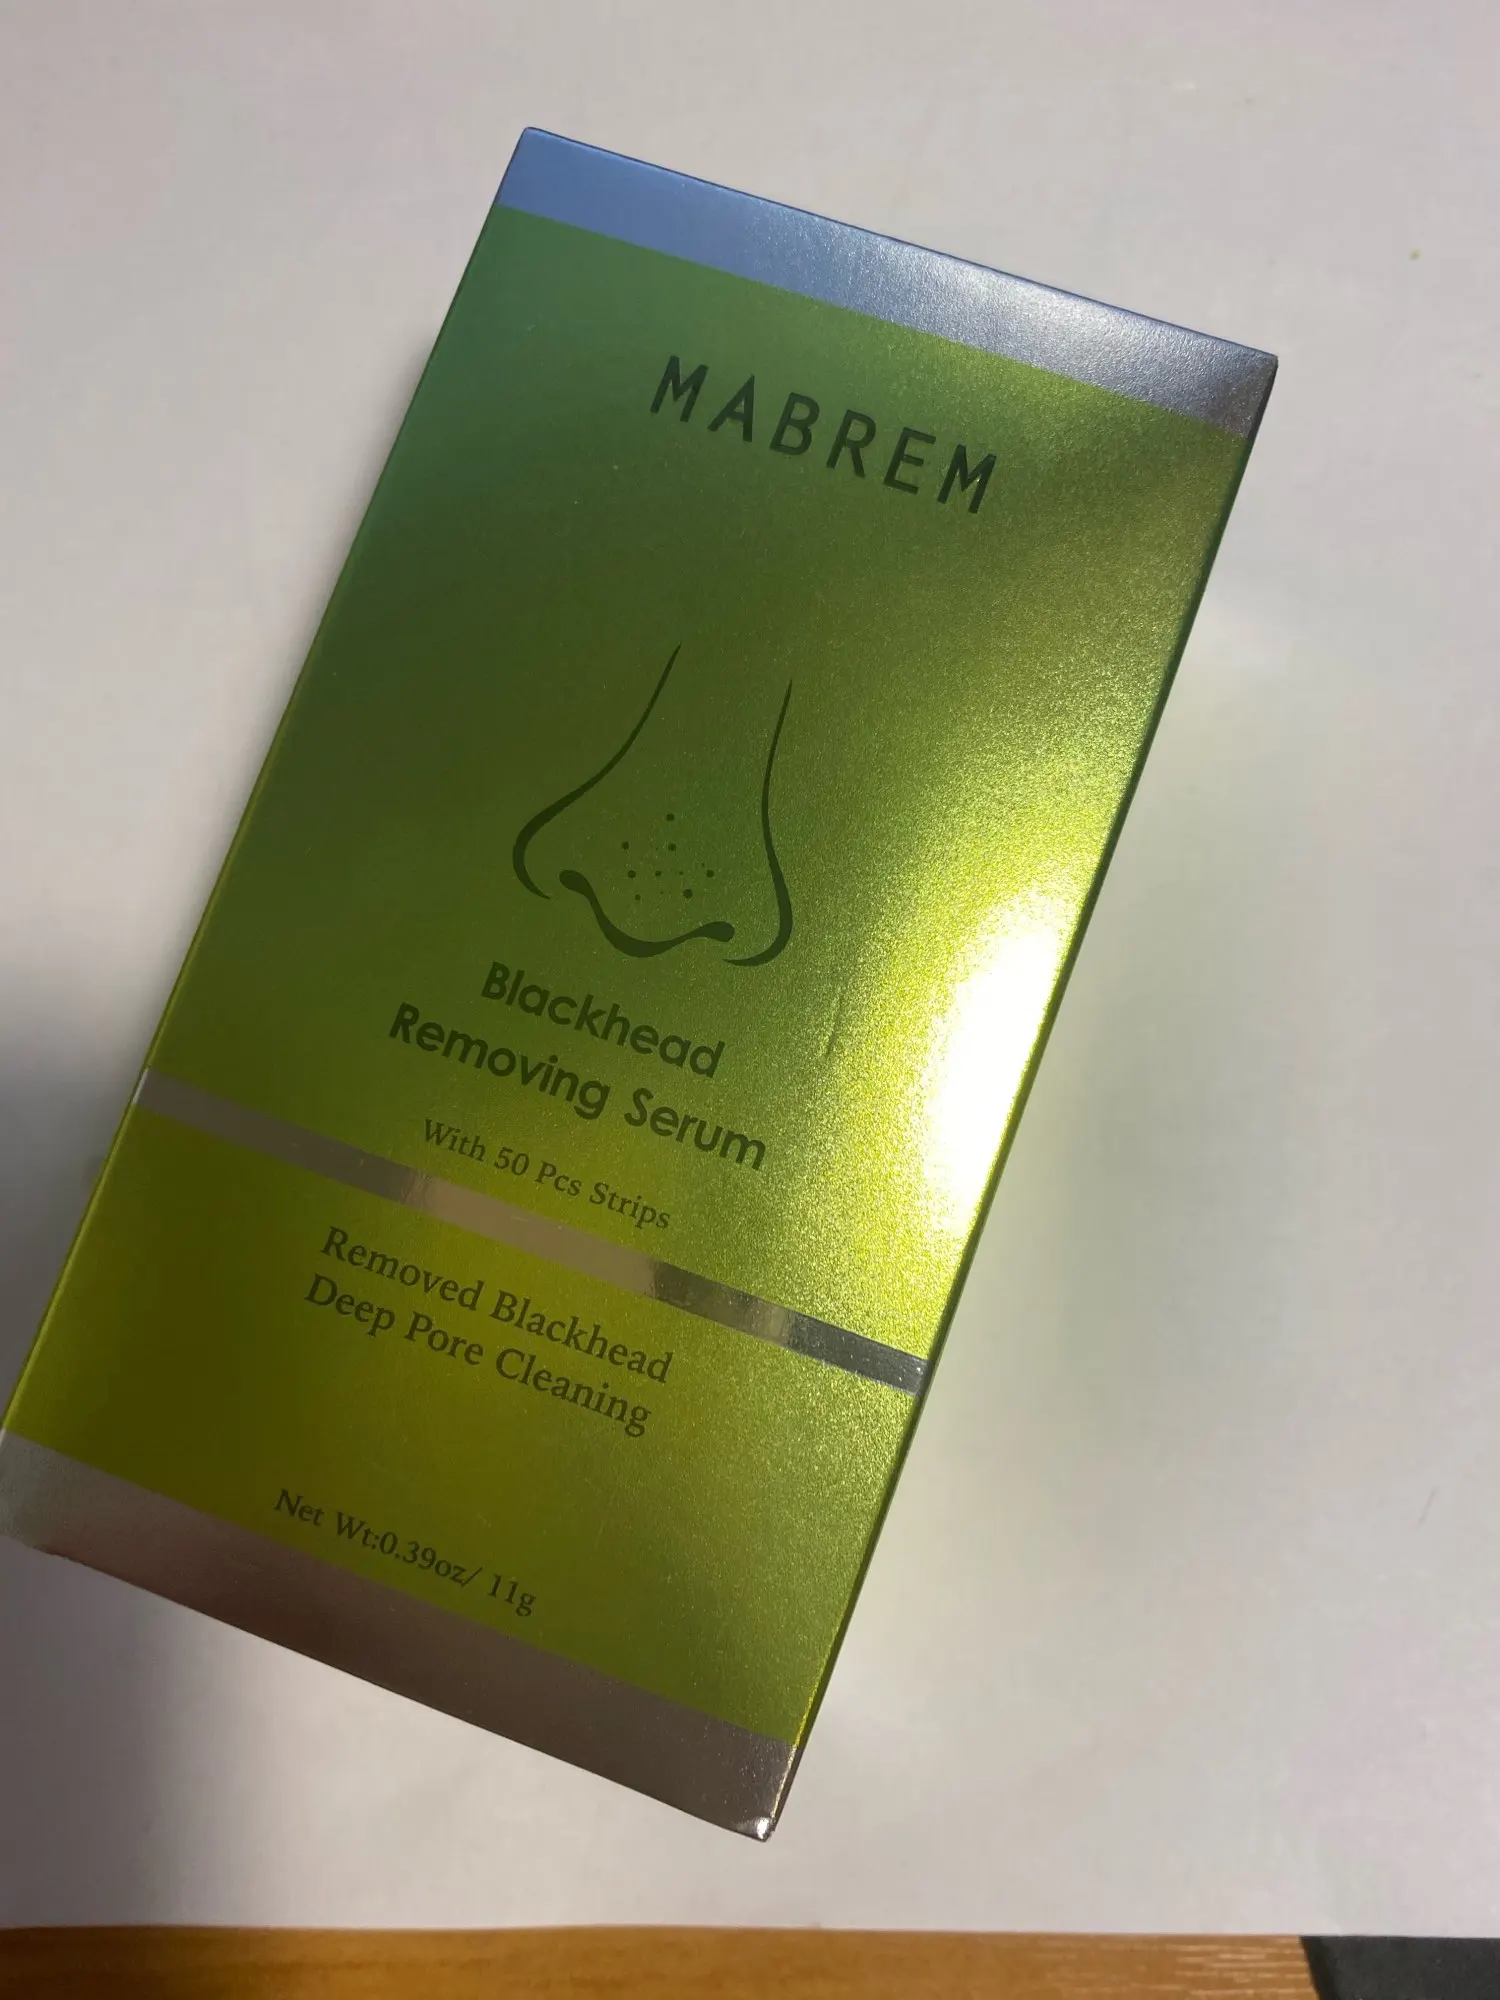 MABREM
Blackhead
Removing Serum
With 50 Pcs Strips
Removed Blackhead
Deep Pore Cleaning
Net Wt:0.39oz/ 11g